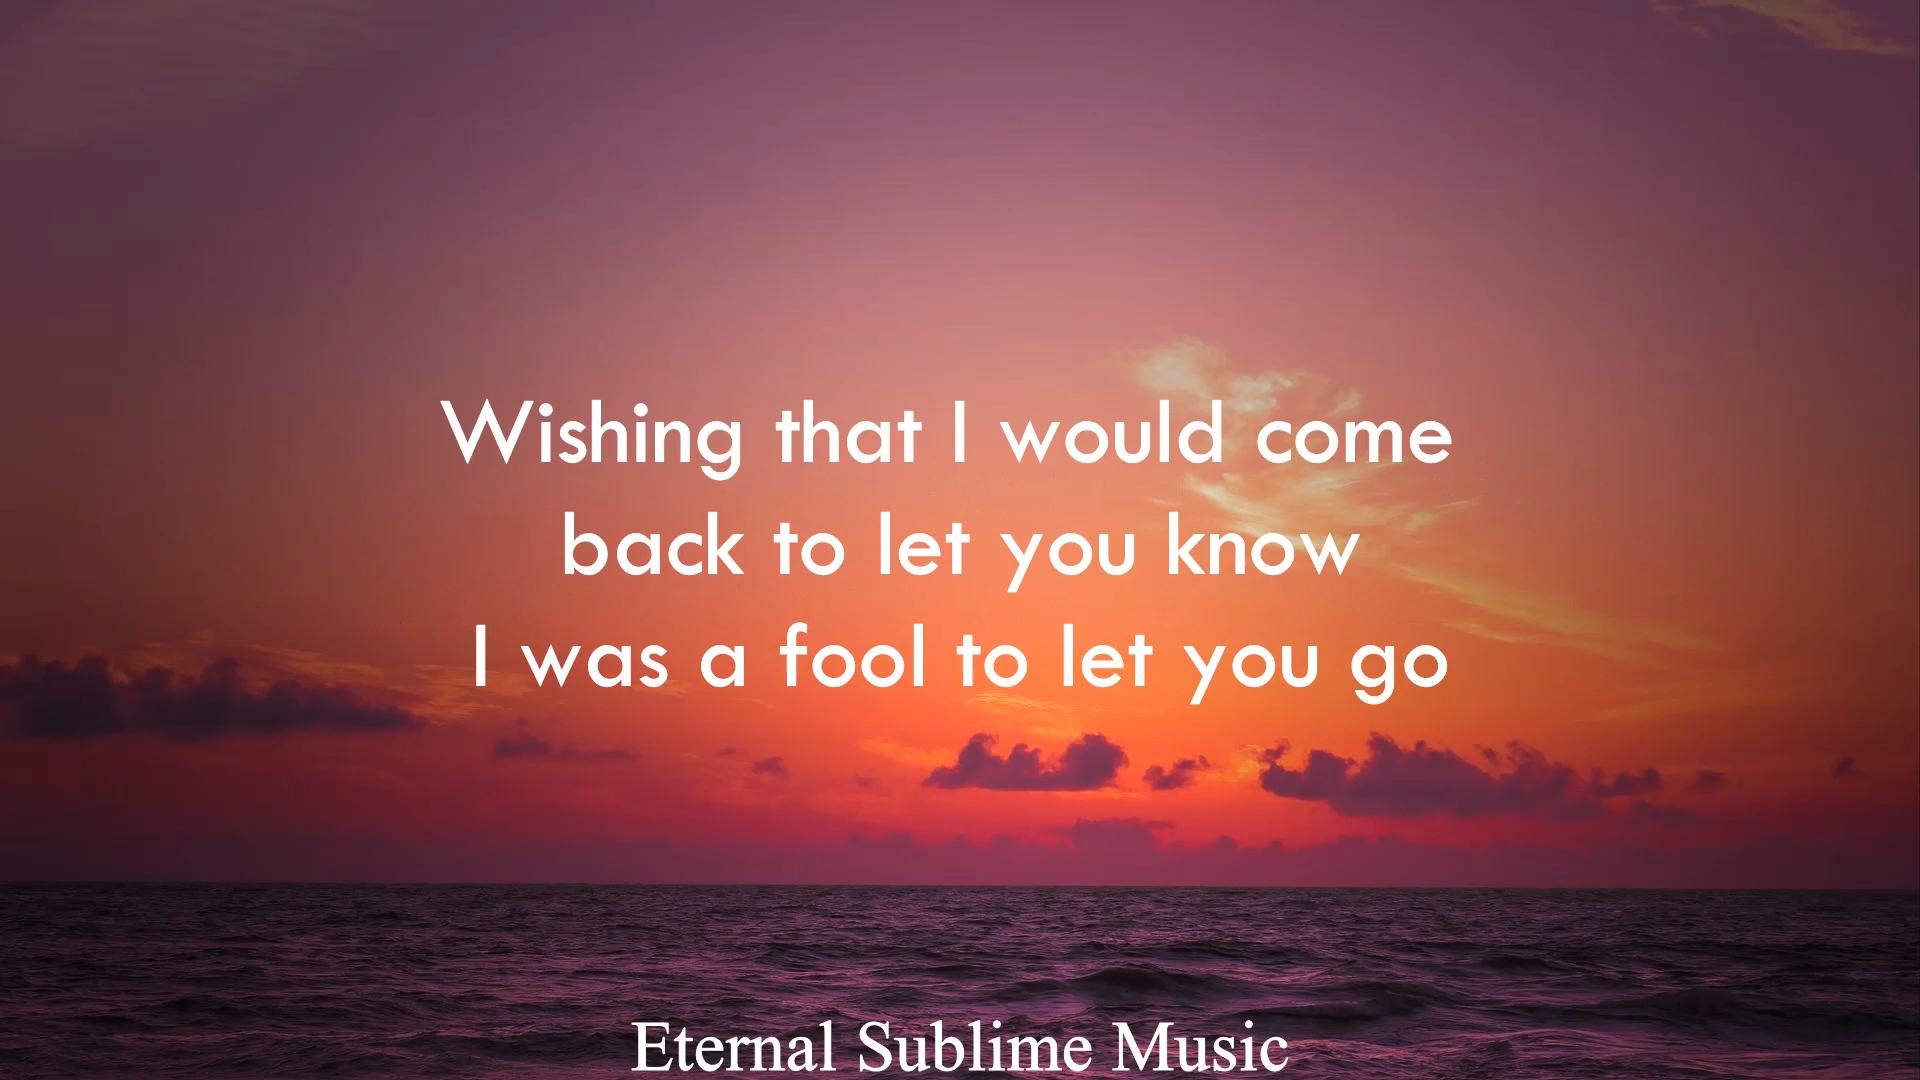 Wishing that I would come
back to let you know
I was a fool to let you go
Eternal Sublime Music